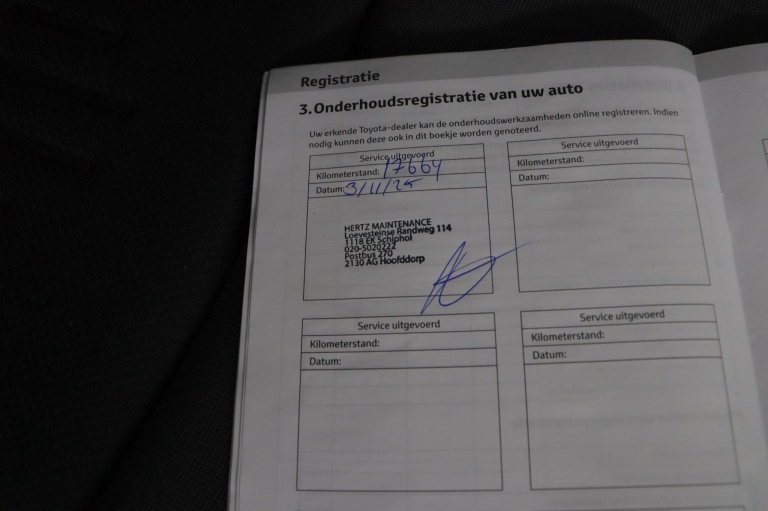 Registratie
3. Onderhoudsregistratie van uw auto
Uw erkende Toyota-dealer kan de onderhoudswerkzaamheden online registreren. Indien
nodig kunnen deze ook in dit boekje worden genoteerd.
Service uitgevoerd
Kilometerstand: 17664
Datum: 3/11/25
HERTZ MAINTENANCE
Loevesteinse Randweg 114
1118 EK Schiphol
020-5020222
Postbus 270
2130 AG Hoofddorp
Service uitgevoerd
Kilometerstand:
Datum:
Service uitgevoerd
Kilometerstand:
Datum:
Service uitgevoerd
Kilometerstand:
Datum: